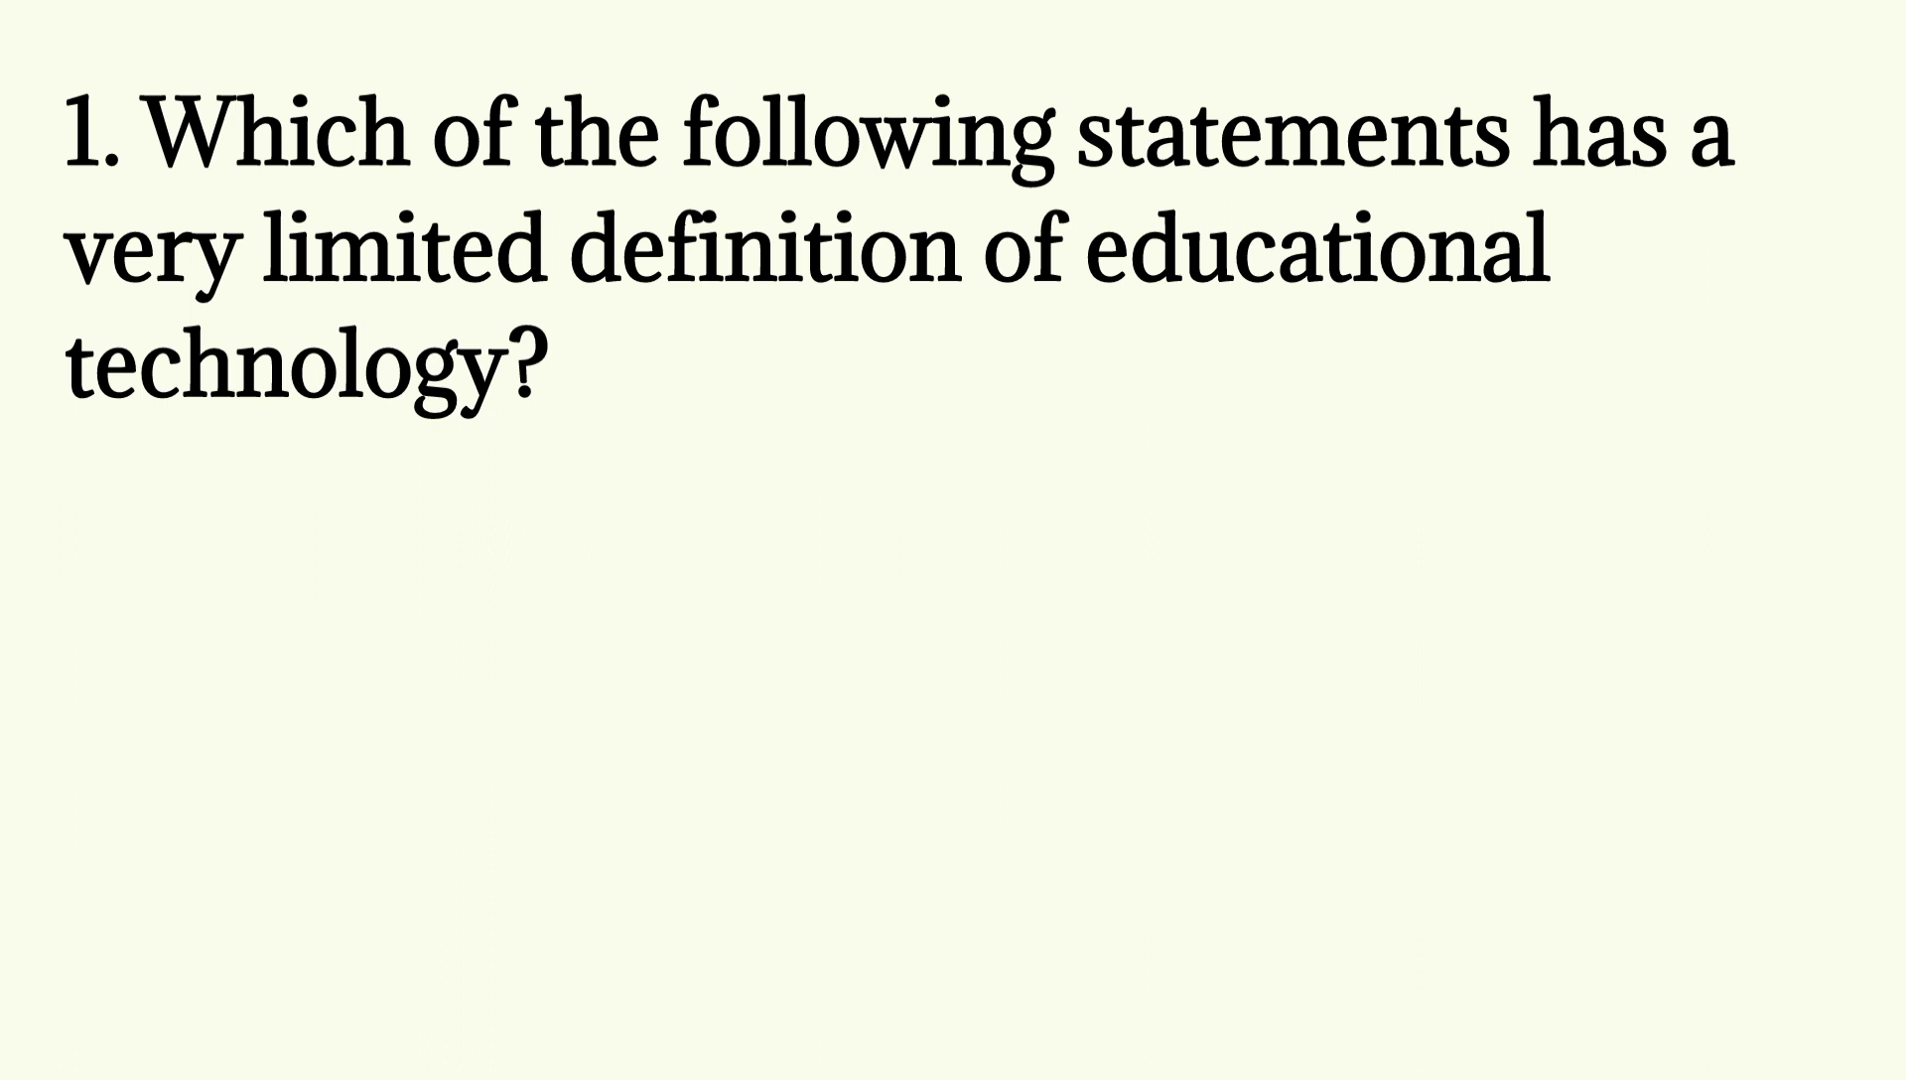 1. Which of the following statements has a
very limited definition of educational
technology?